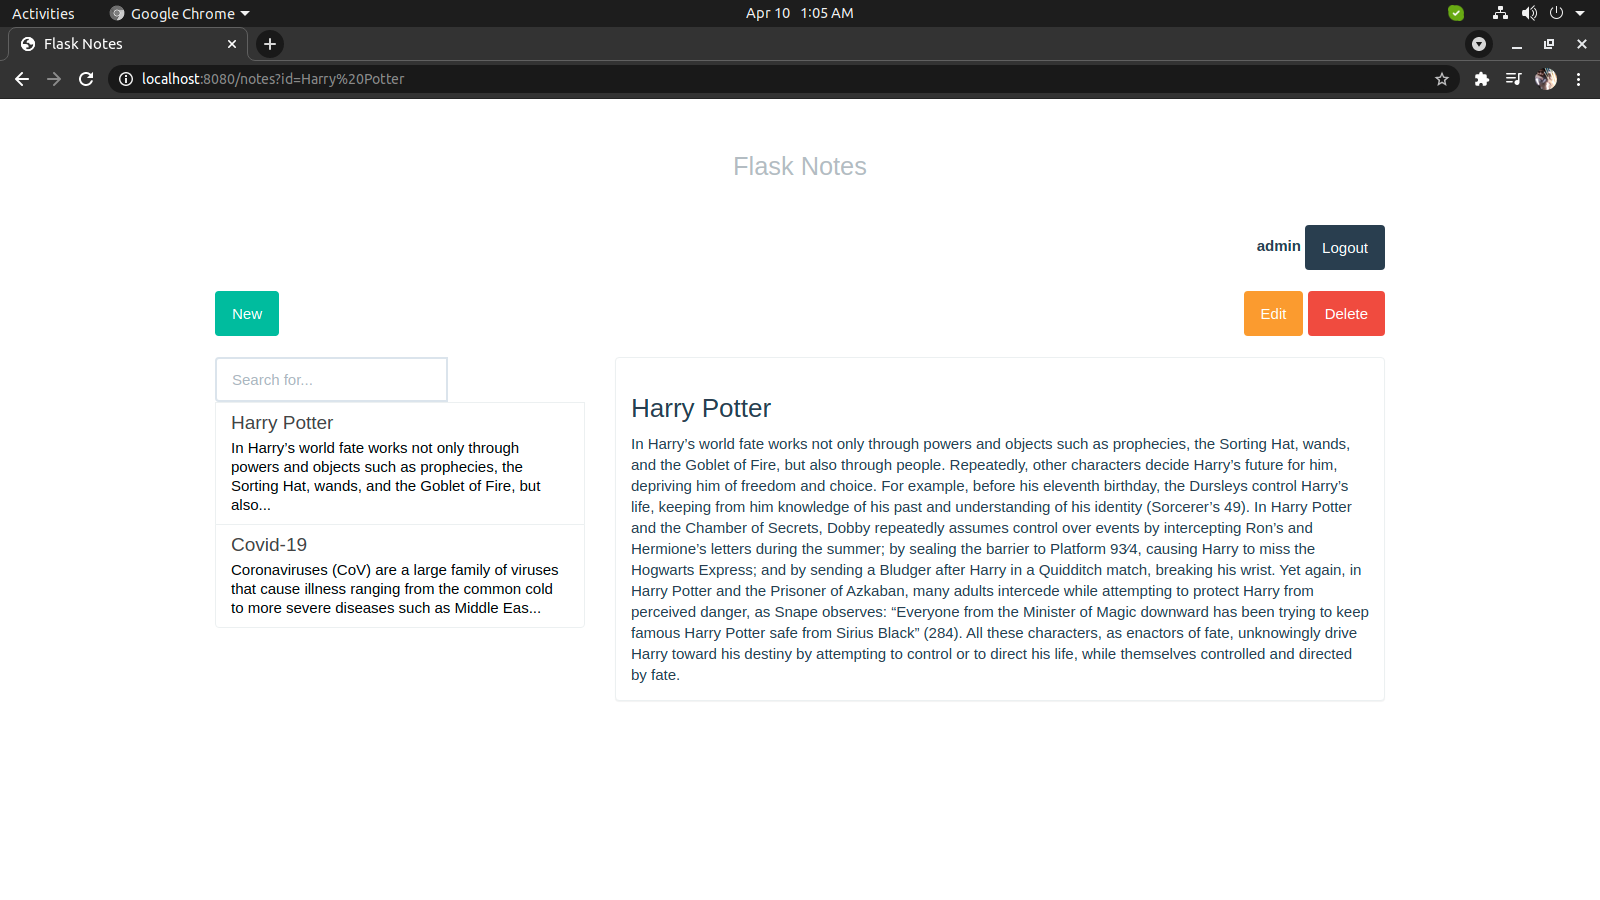 Activities
Google Chrome
Apr 10 1:05 AM
Flask Notes
localhost:8080/notes?id=Harry%20Potter
Flask Notes
admin
Logout
New
Edit
Delete
Search for...
Harry Potter
In Harry’s world fate works not only through
powers and objects such as prophecies, the
Sorting Hat, wands, and the Goblet of Fire, but
also...
Covid-19
Coronaviruses (CoV) are a large family of viruses
that cause illness ranging from the common cold
to more severe diseases such as Middle Eas...
Harry Potter
In Harry’s world fate works not only through powers and objects such as prophecies, the Sorting Hat, wands,
and the Goblet of Fire, but also through people. Repeatedly, other characters decide Harry’s future for him,
depriving him of freedom and choice. For example, before his eleventh birthday, the Dursleys control Harry’s
life, keeping from him knowledge of his past and understanding of his identity (Sorcerer’s 49). In Harry Potter
and the Chamber of Secrets, Dobby repeatedly assumes control over events by intercepting Ron’s and
Hermione’s letters during the summer; by sealing the barrier to Platform 93⁄4, causing Harry to miss the
Hogwarts Express; and by sending a Bludger after Harry in a Quidditch match, breaking his wrist. Yet again, in
Harry Potter and the Prisoner of Azkaban, many adults intercede while attempting to protect Harry from
perceived danger, as Snape observes: “Everyone from the Minister of Magic downward has been trying to keep
famous Harry Potter safe from Sirius Black” (284). All these characters, as enactors of fate, unknowingly drive
Harry toward his destiny by attempting to control or to direct his life, while themselves controlled and directed
by fate.